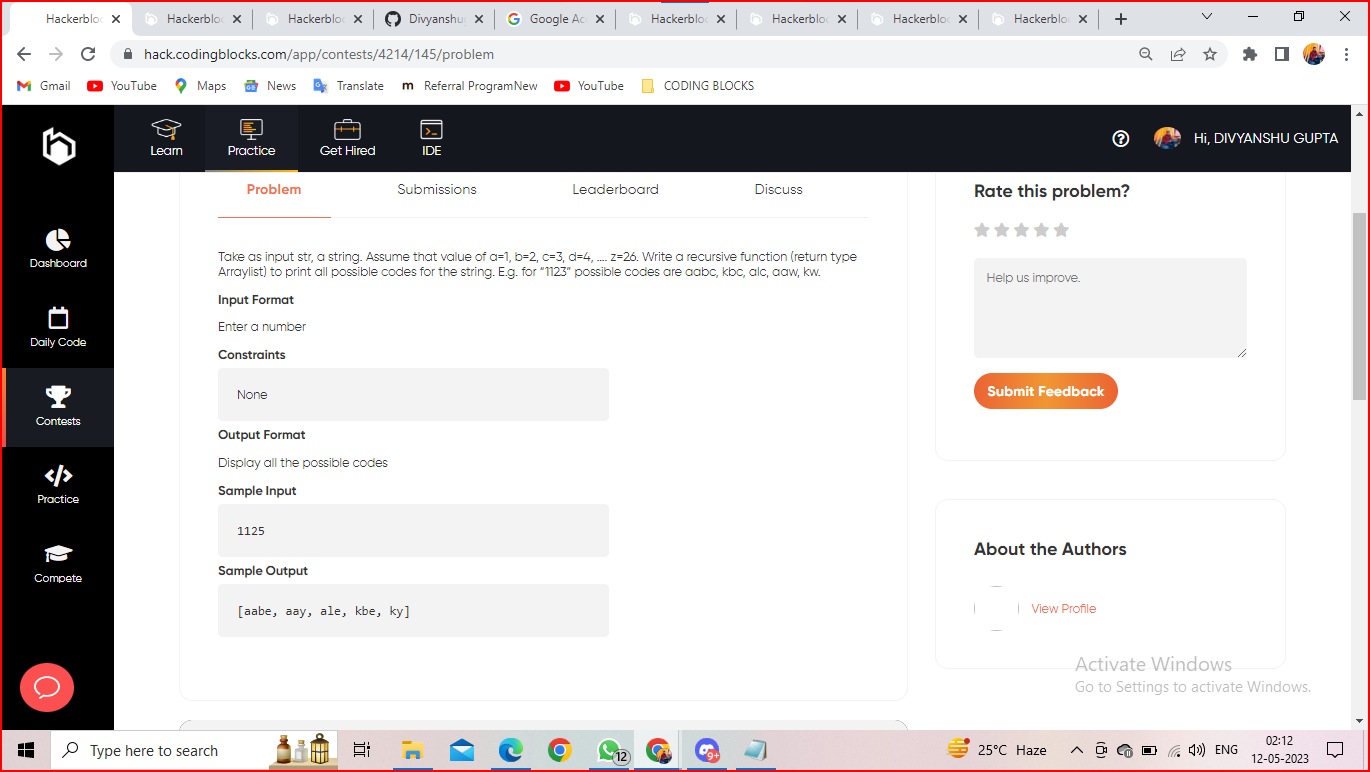 Hackerblo
Hackerblo
Hackerblo
Divyanshu
Google Ac
Hackerblo
Hackerblo
Hackerblo
Hackerblo
hack.codingblocks.com/app/contests/4214/145/problem
Gmail YouTube Maps News Translate m Referral ProgramNew YouTube CODING BLOCKS
Learn Practice Get Hired IDE
Hi, DIVYANSHU GUPTA
Dashboard
Daily Code
Contests
Practice
Compete
Problem Submissions Leaderboard Discuss
Take as input str, a string. Assume that value of a=1, b=2, c=3, d=4, .... z=26. Write a recursive function (return type
Arraylist) to print all possible codes for the string. E.g. for “1123” possible codes are aabc, kbc, alc, aaw, kw.
Input Format
Enter a number
Constraints
None
Output Format
Display all the possible codes
Sample Input
1125
Sample Output
[aabe, aay, ale, kbe, ky]
Rate this problem?
Help us improve.
Submit Feedback
About the Authors
View Profile
Activate Windows
Go to Settings to activate Windows.
Type here to search
12
9+
25°C Haze
ENG
02:12
12-05-2023